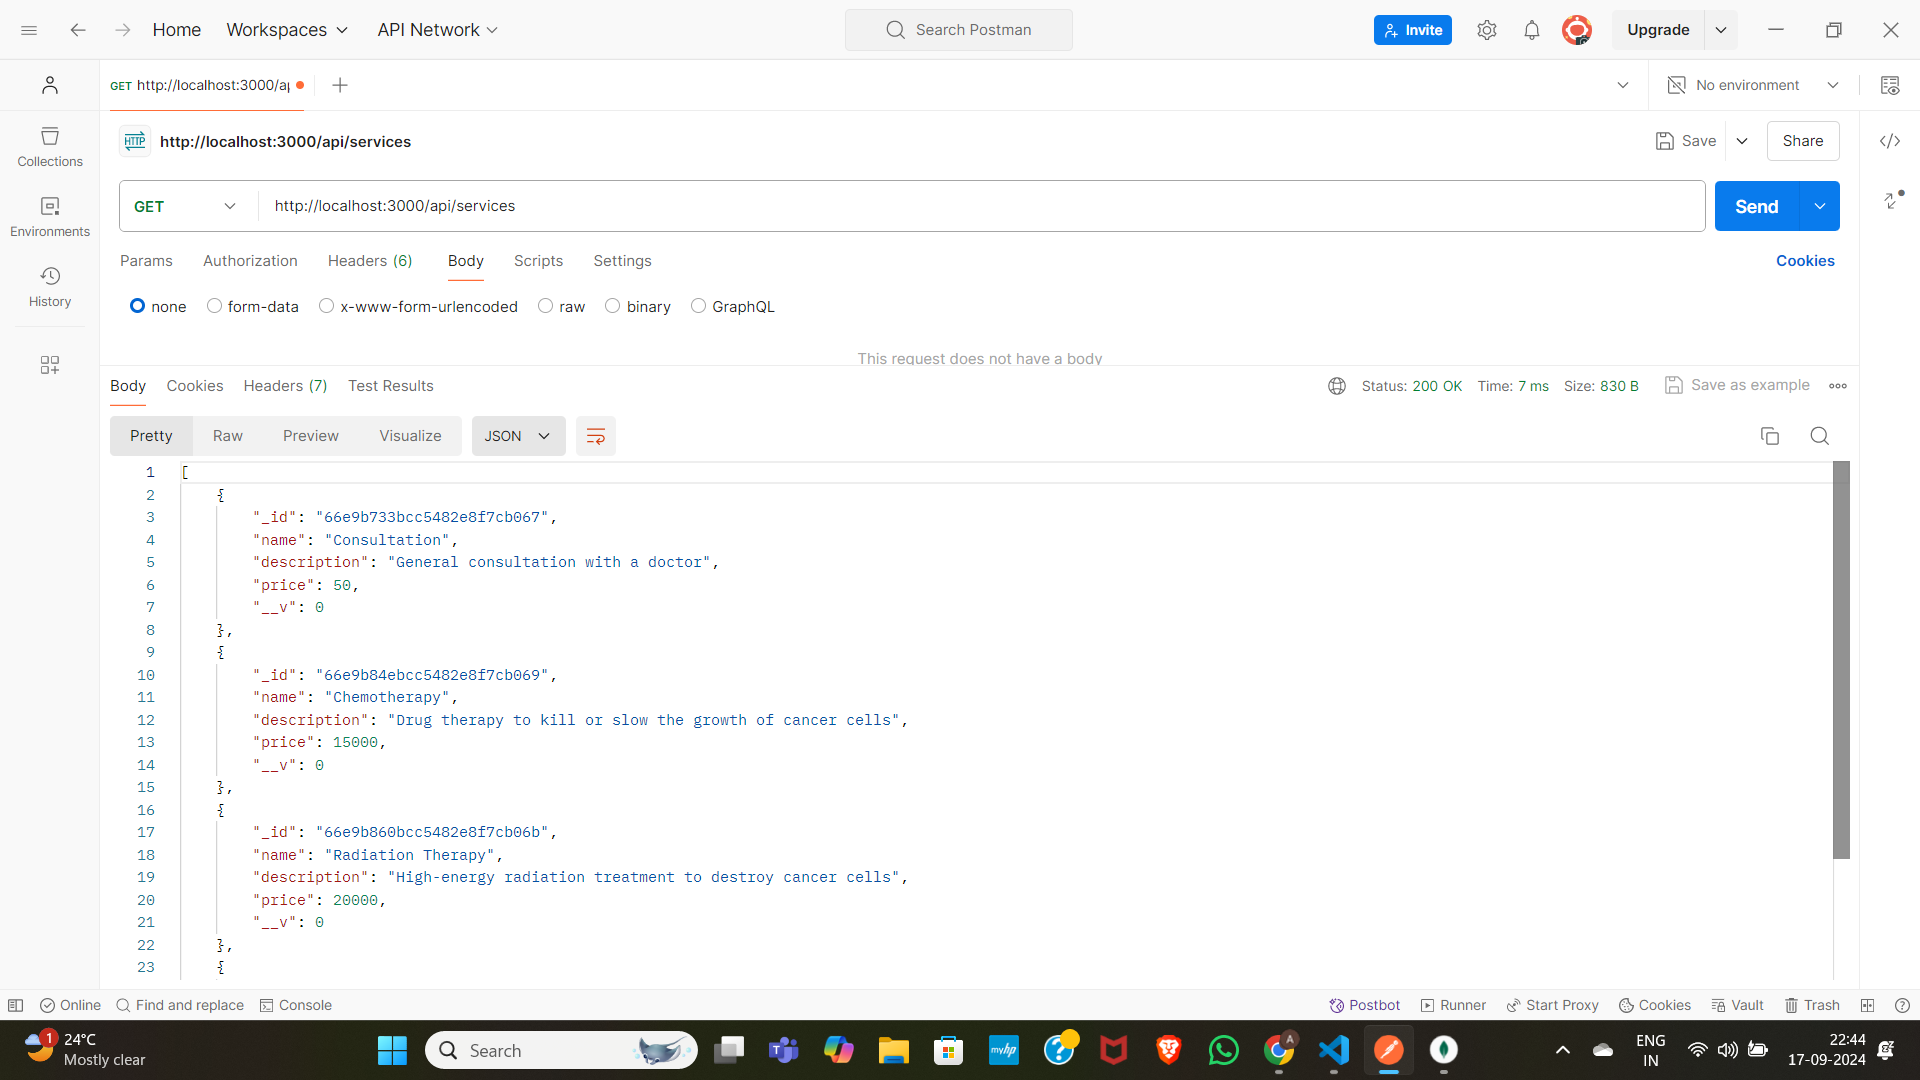 Home Workspaces API Network Search Postman Invite Upgrade
GET http://localhost:3000/ap No environment
HTTP http://localhost:3000/api/services Save Share
Collections
GET http://localhost:3000/api/services Send
Environments
Params Authorization Headers (6) Body Scripts Settings Cookies
History
none form-data x-www-form-urlencoded raw binary GraphQL
This request does not have a body
Body Cookies Headers (7) Test Results Status: 200 OK Time: 7 ms Size: 830 B Save as example
Pretty Raw Preview Visualize JSON
1 [
2 {
3 "_id": "66e9b733bcc5482e8f7cb067",
4 "name": "Consultation",
5 "description": "General consultation with a doctor",
6 "price": 50,
7 "__v": 0
8 },
9 {
10 "_id": "66e9b84ebcc5482e8f7cb069",
11 "name": "Chemotherapy",
12 "description": "Drug therapy to kill or slow the growth of cancer cells",
13 "price": 15000,
14 "__v": 0
15 },
16 {
17 "_id": "66e9b860bcc5482e8f7cb06b",
18 "name": "Radiation Therapy",
19 "description": "High-energy radiation treatment to destroy cancer cells",
20 "price": 20000,
21 "__v": 0
22 },
23 {
Online Find and replace Console Postbot Runner Start Proxy Cookies Vault Trash
1 24°C
Mostly clear
Search
myhp
A
ENG
IN
22:44
17-09-2024